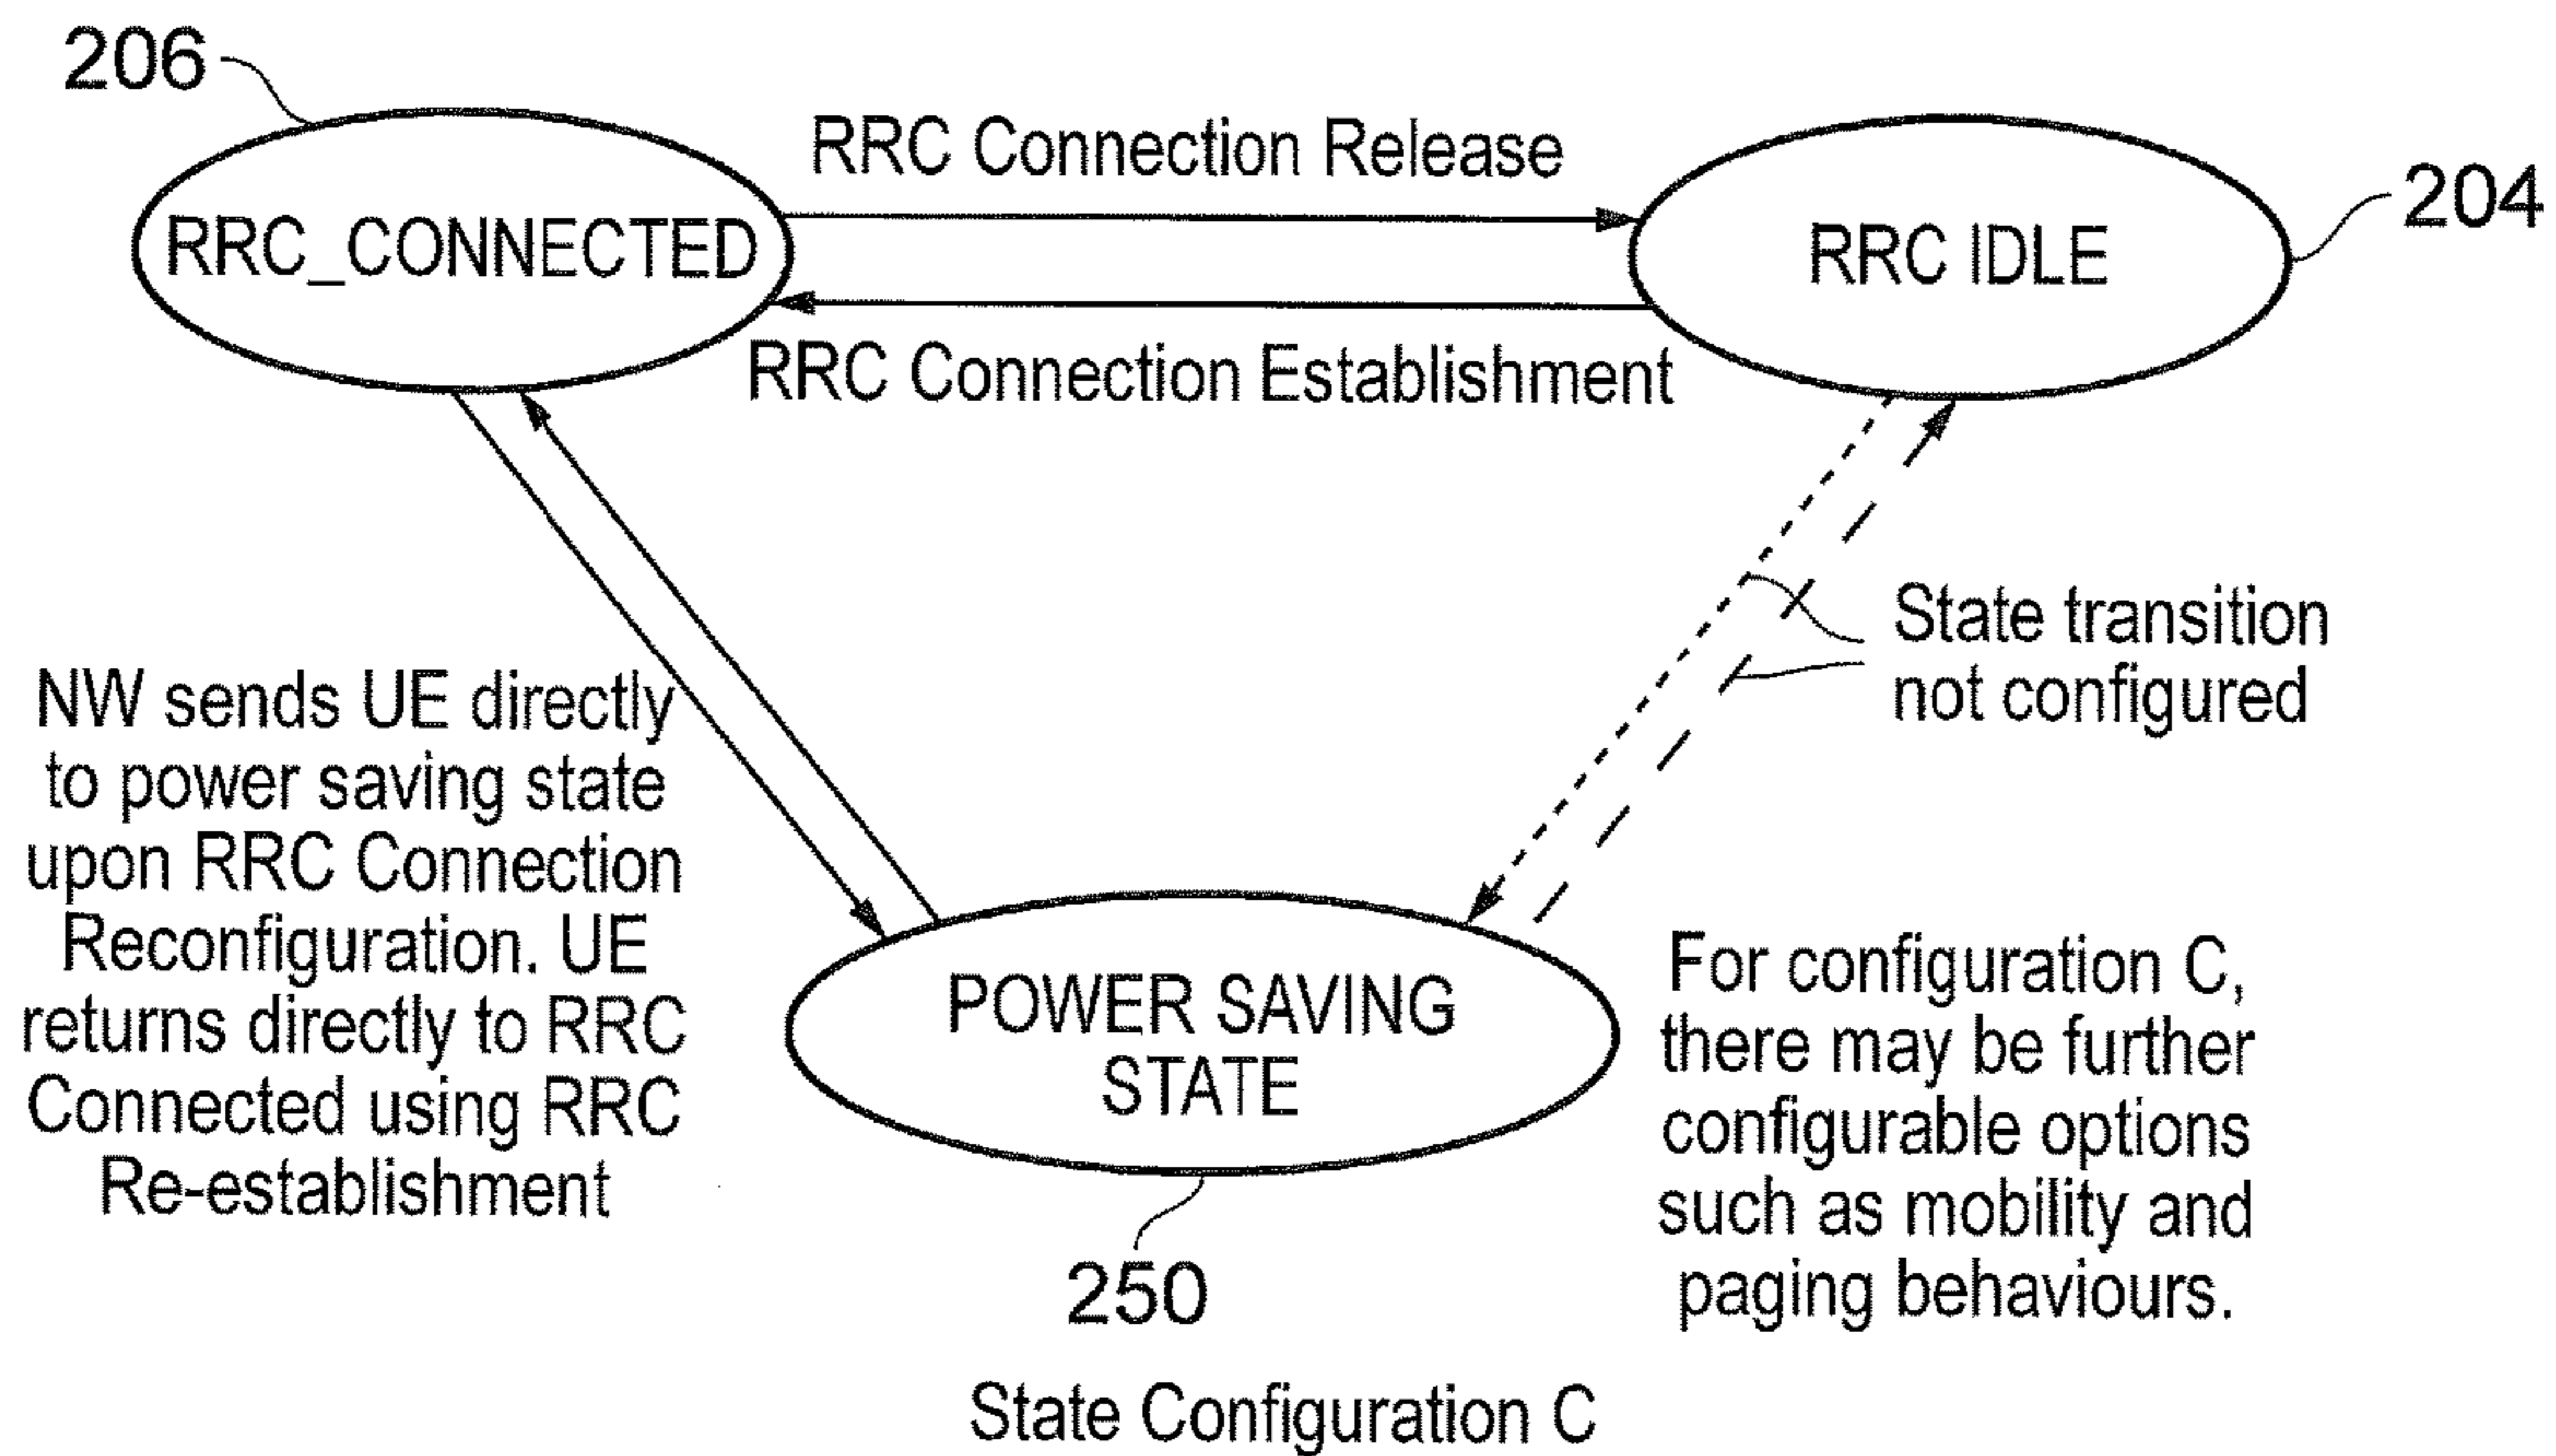 206
RRC Connection Release
204
RRC_CONNECTED
RRC IDLE
RRC Connection Establishment
State transition
not configured
NW sends UE directly
to power saving state
upon RRC Connection
Reconfiguration. UE
returns directly to RRC
Connected using RRC
Re-establishment
POWER SAVING
STATE
For configuration C,
there may be further
configurable options
such as mobility and
paging behaviours.
250
State Configuration C